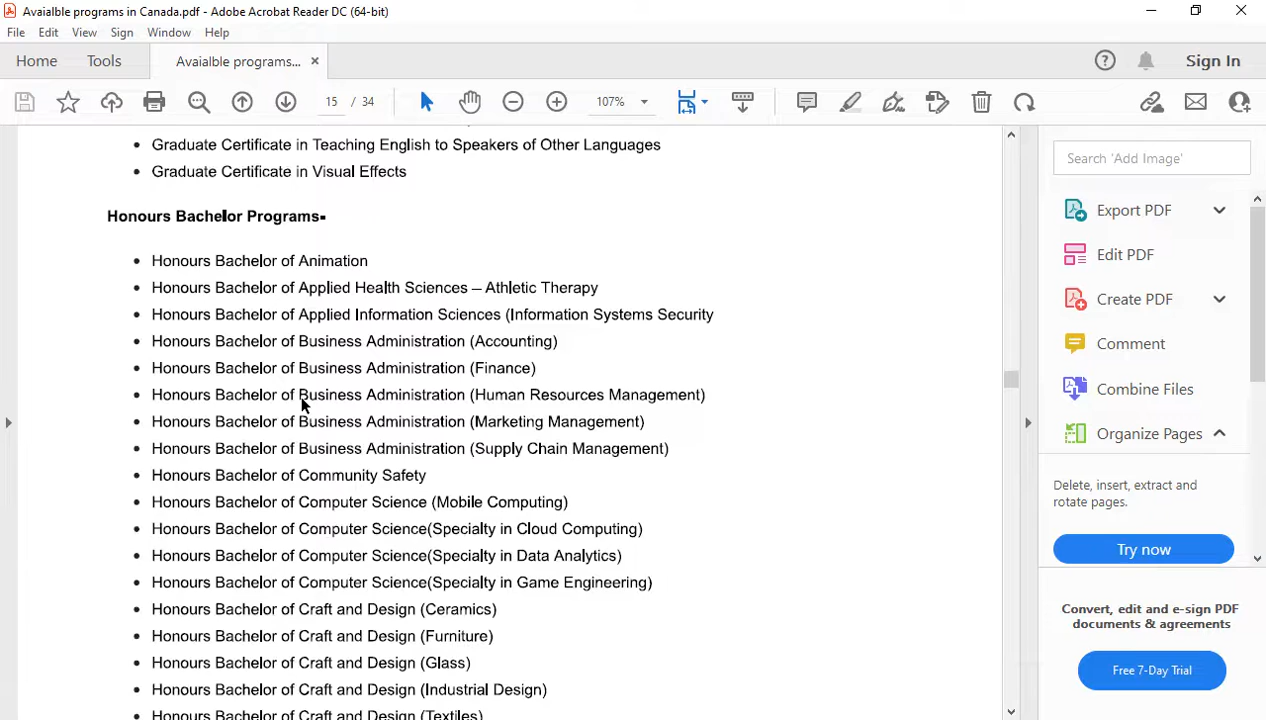 Avaialble programs in Canada.pdf - Adobe Acrobat Reader DC (64-bit)
File Edit View Sign Window Help
Home Tools Avaialble programs... × Sign In
15 / 34 107%
Graduate Certificate in Teaching English to Speakers of Other Languages
Graduate Certificate in Visual Effects
Honours Bachelor Programs-
Honours Bachelor of Animation
Honours Bachelor of Applied Health Sciences – Athletic Therapy
Honours Bachelor of Applied Information Sciences (Information Systems Security
Honours Bachelor of Business Administration (Accounting)
Honours Bachelor of Business Administration (Finance)
Honours Bachelor of Business Administration (Human Resources Management)
Honours Bachelor of Business Administration (Marketing Management)
Honours Bachelor of Business Administration (Supply Chain Management)
Honours Bachelor of Community Safety
Honours Bachelor of Computer Science (Mobile Computing)
Honours Bachelor of Computer Science(Specialty in Cloud Computing)
Honours Bachelor of Computer Science(Specialty in Data Analytics)
Honours Bachelor of Computer Science(Specialty in Game Engineering)
Honours Bachelor of Craft and Design (Ceramics)
Honours Bachelor of Craft and Design (Furniture)
Honours Bachelor of Craft and Design (Glass)
Honours Bachelor of Craft and Design (Industrial Design)
Honours Bachelor of Craft and Design (Textiles)
Search 'Add Image'
Export PDF
Edit PDF
Create PDF
Comment
Combine Files
Organize Pages
Delete, insert, extract and
rotate pages.
Try now
Convert, edit and e-sign PDF
documents & agreements
Free 7-Day Trial